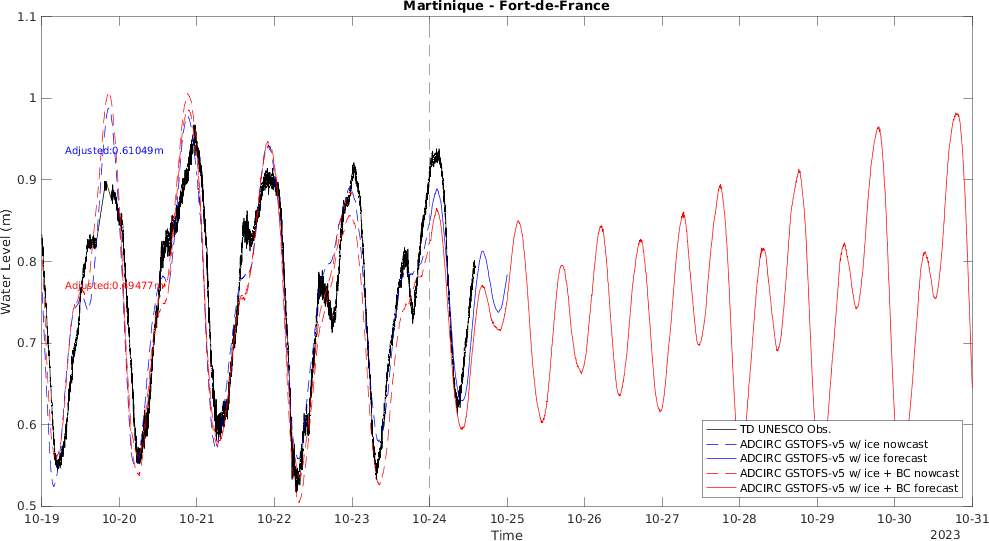 Martinique - Fort-de-France
1.1
1
0.9
0.8
0.7
0.6
0.5
Water Level (m)
Adjusted:0.61049m
Adjusted:0.69477m
TD UNESCO Obs.
ADCIRC GSTOFS-v5 w/ ice nowcast
ADCIRC GSTOFS-v5 w/ ice forecast
ADCIRC GSTOFS-v5 w/ ice + BC nowcast
ADCIRC GSTOFS-v5 w/ ice + BC forecast
10-19 10-20 10-21 10-22 10-23 10-24 10-25 10-26 10-27 10-28 10-29 10-30 10-31
Time
2023